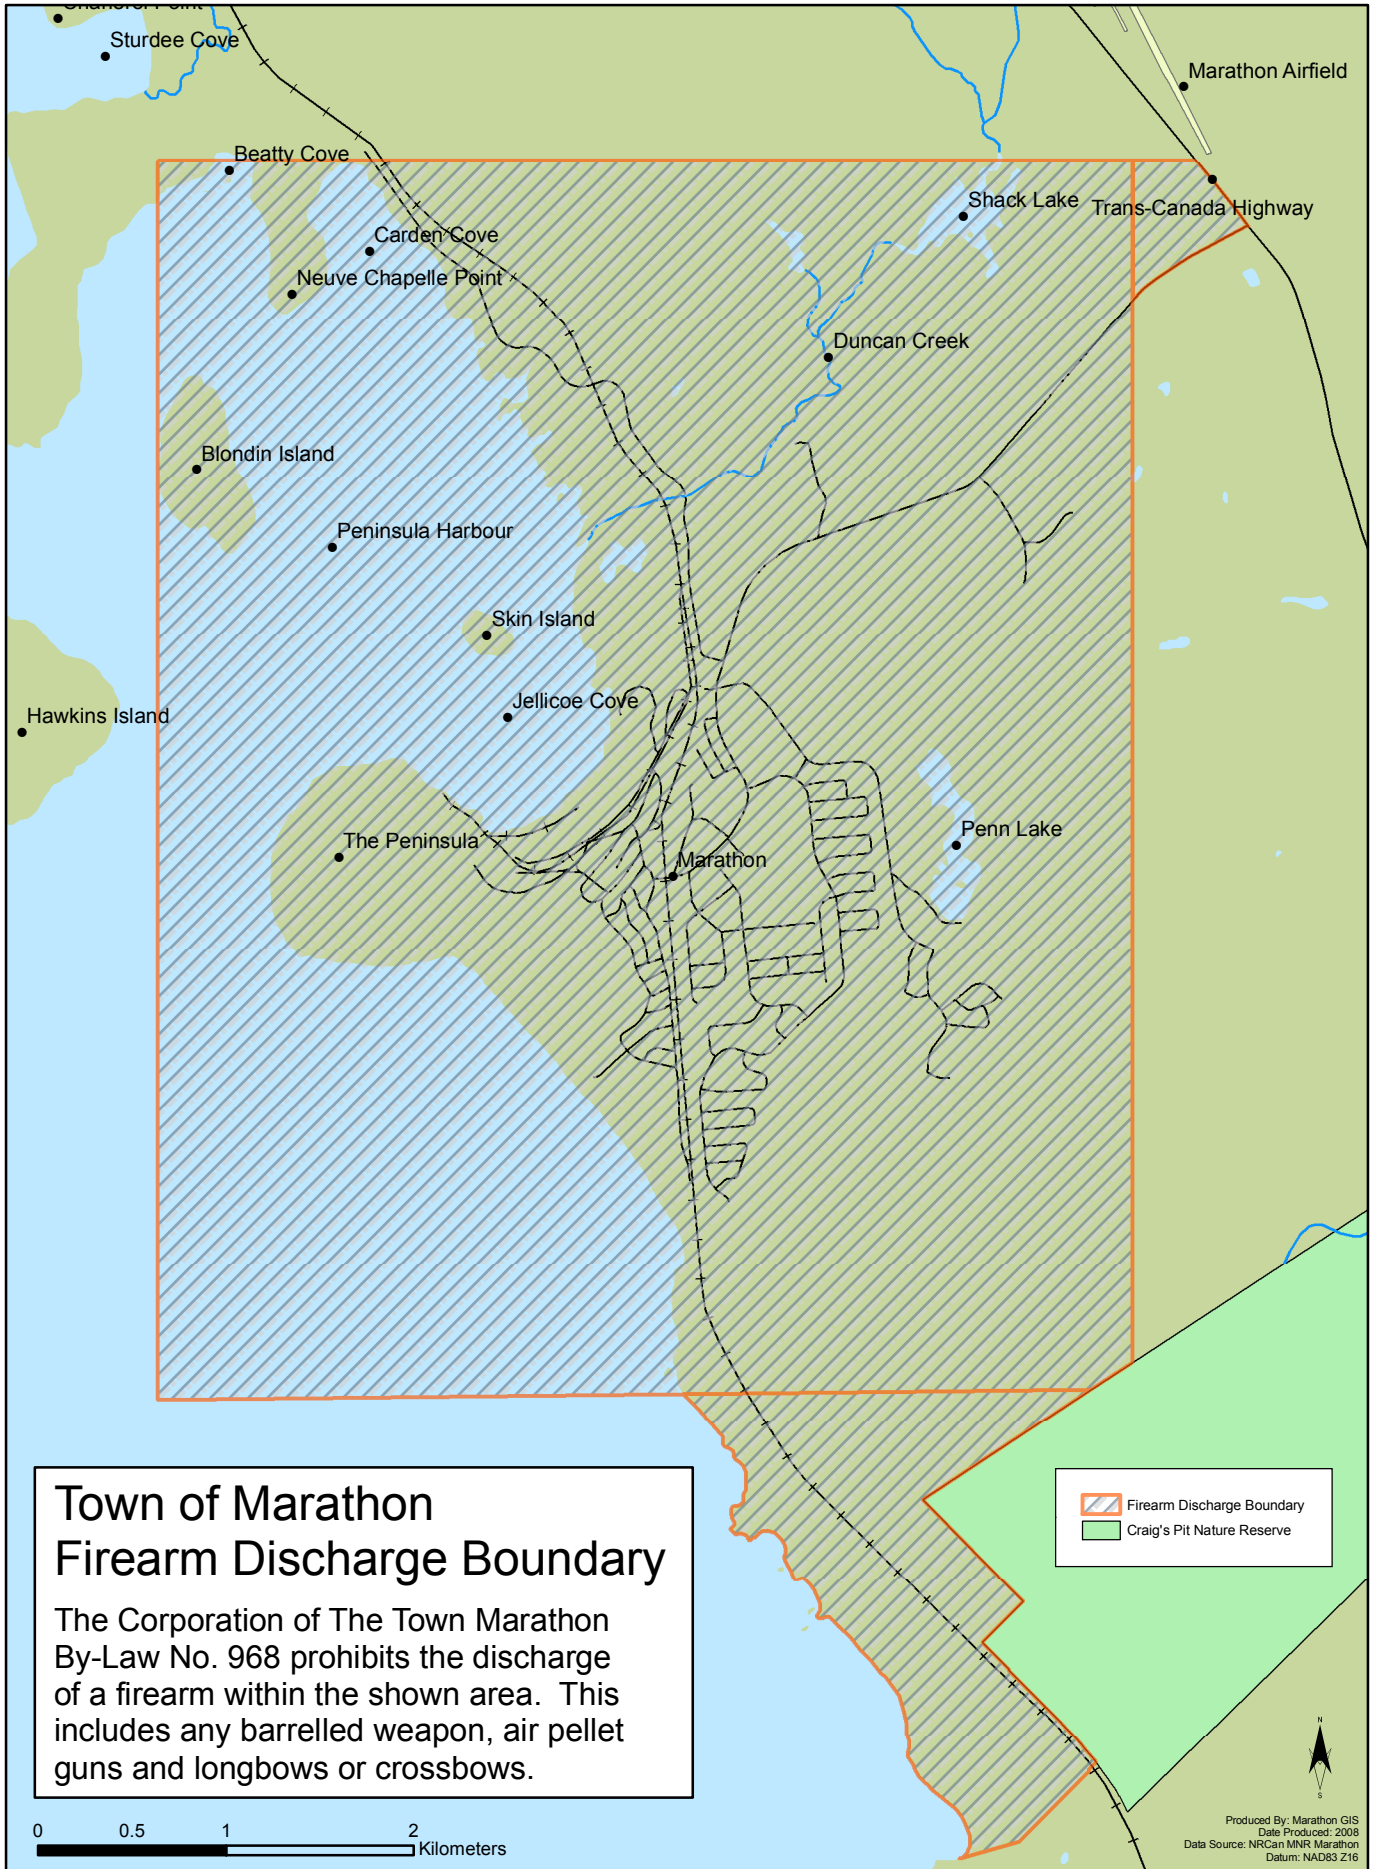 Sturdee Cove
Marathon Airfield
Beatty Cove
Shack Lake
Trans-Canada Highway
Carden Cove
Neuve Chapelle Point
Duncan Creek
Blondin Island
Peninsula Harbour
Skin Island
Jellicoe Cove
Hawkins Island
The Peninsula
Penn Lake
Marathon
Town of Marathon
Firearm Discharge Boundary
The Corporation of The Town Marathon
By-Law No. 968 prohibits the discharge
of a firearm within the shown area. This
includes any barrelled weapon, air pellet
guns and longbows or crossbows.
Firearm Discharge Boundary
Craig's Pit Nature Reserve
N
S
0 0.5 1 2
Kilometers
Produced By: Marathon GIS
Date Produced: 2008
Data Source: NRCan MNR Marathon
Datum: NAD83 Z16